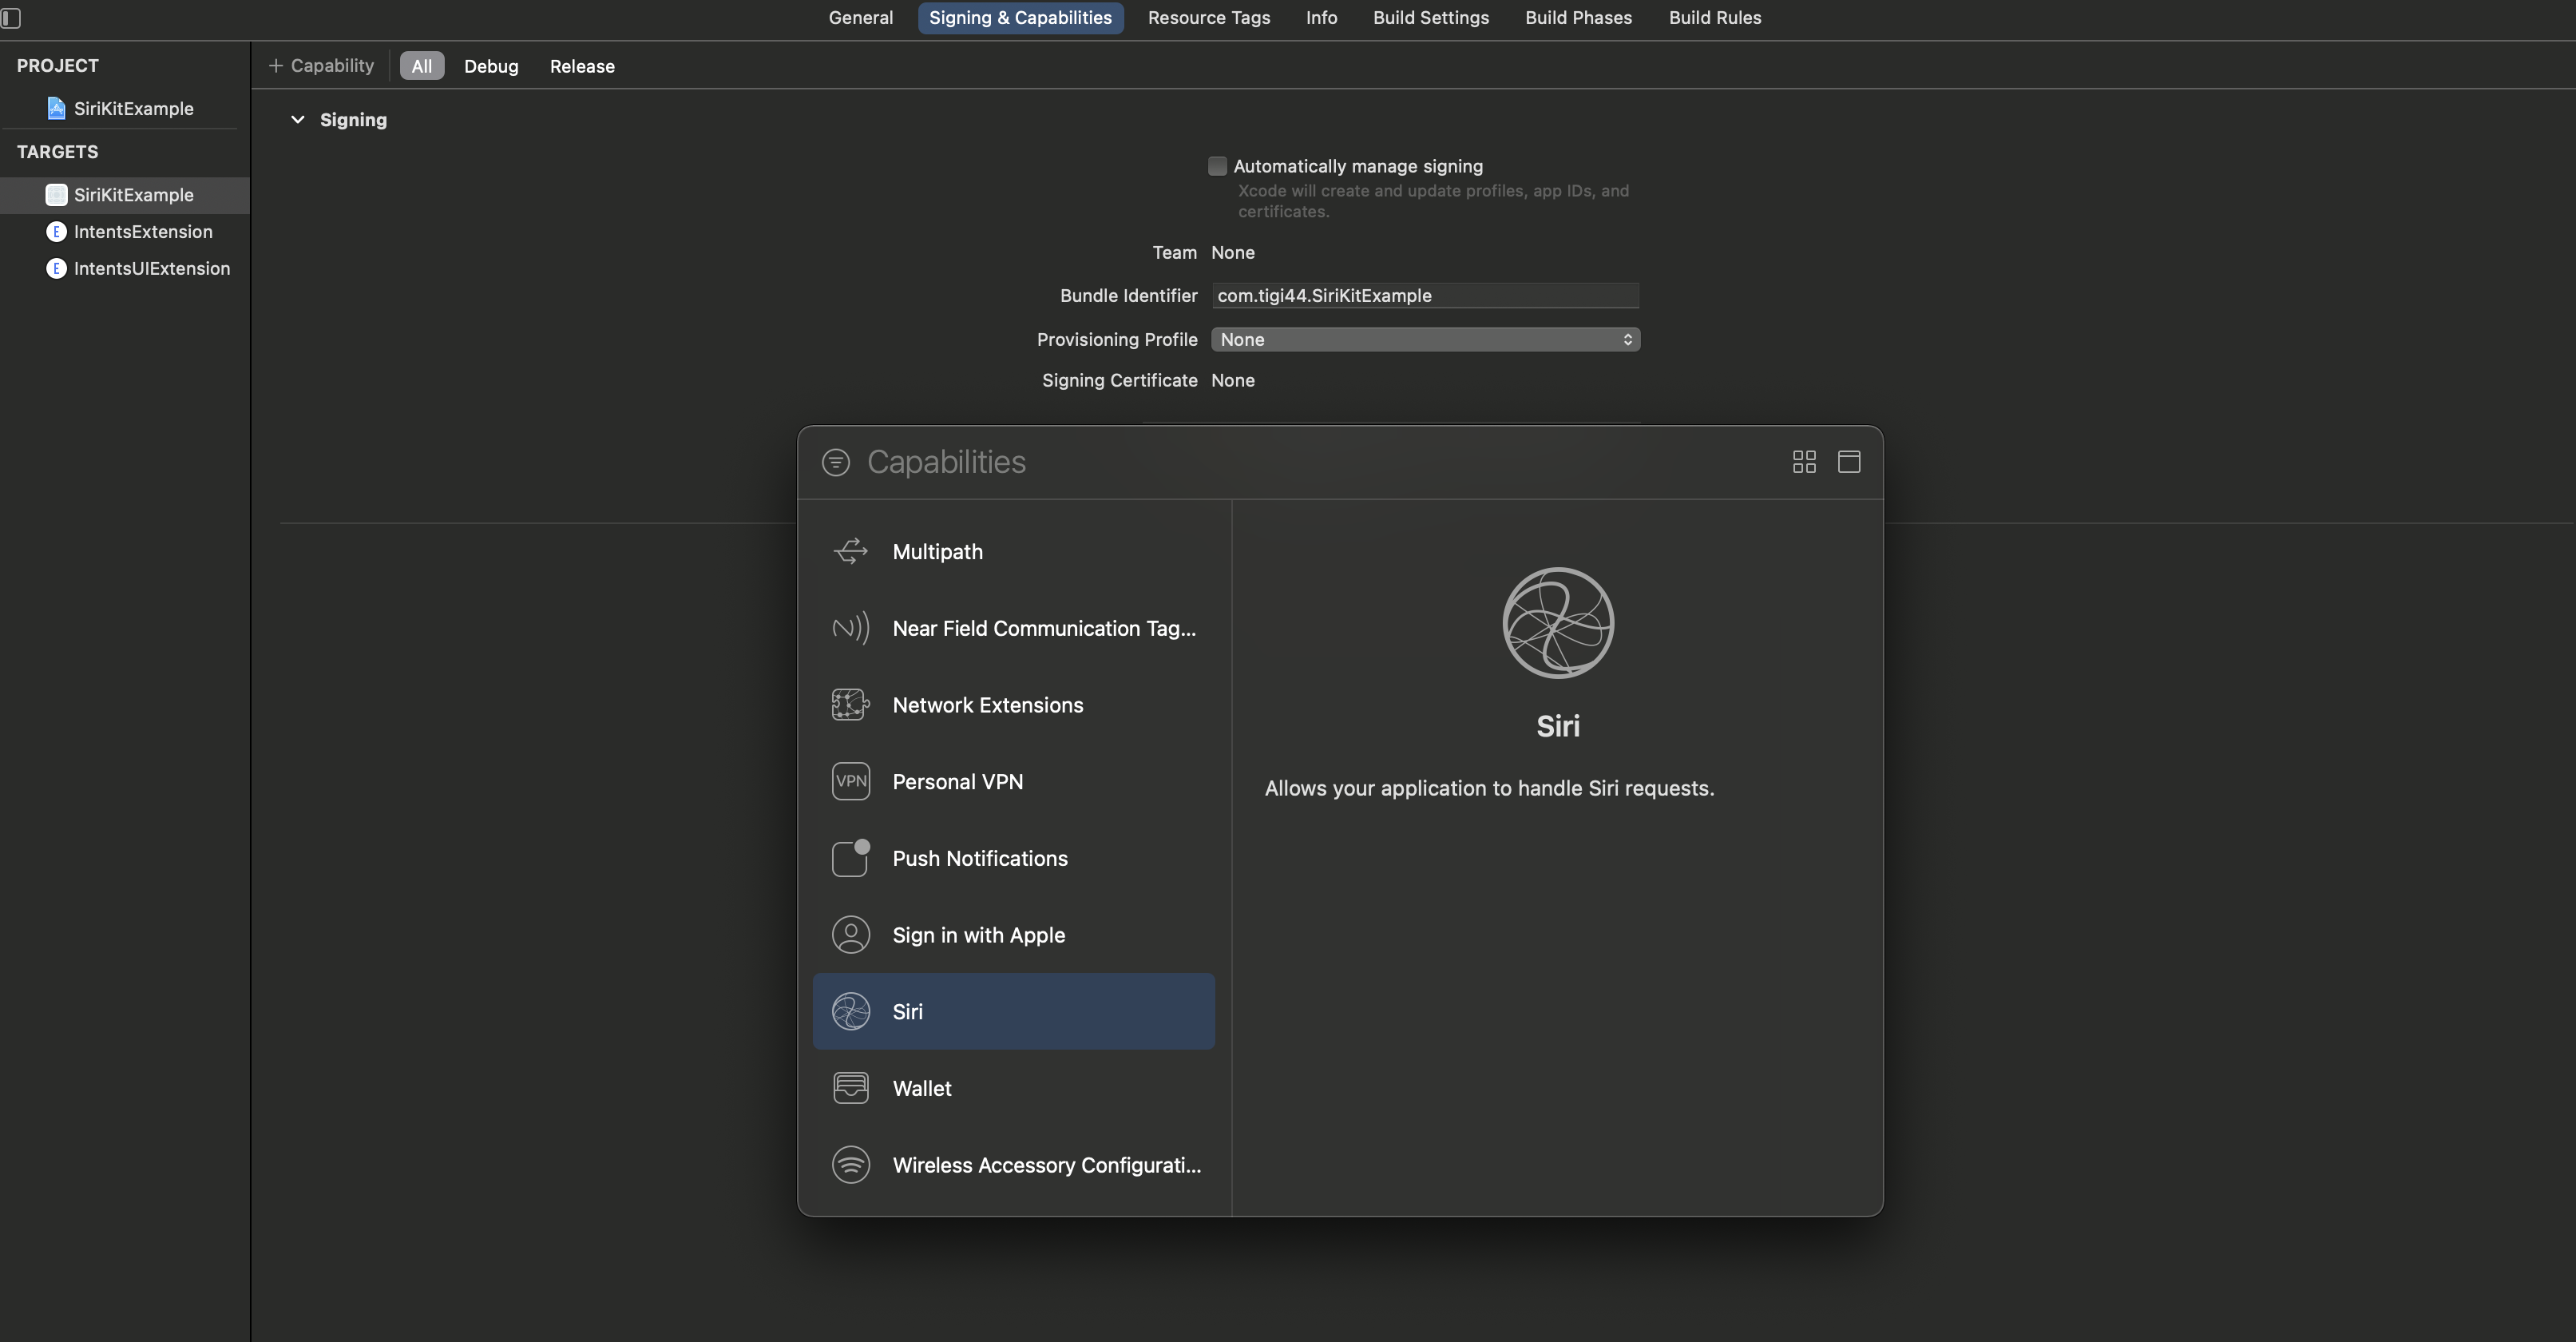 General
Signing & Capabilities
Resource Tags
Info
Build Settings
Build Phases
Build Rules
PROJECT
SiriKitExample
TARGETS
SiriKitExample
E IntentsExtension
E IntentsUIExtension
+ Capability
All
Debug
Release
Signing
Automatically manage signing
Xcode will create and update profiles, app IDs, and
certificates.
Team None
Bundle Identifier com.tigi44.SiriKitExample
Provisioning Profile None
Signing Certificate None
Capabilities
Multipath
Near Field Communication Tag...
Network Extensions
VPN Personal VPN
Push Notifications
Sign in with Apple
Siri
Wallet
Wireless Accessory Configurati...
Siri
Allows your application to handle Siri requests.